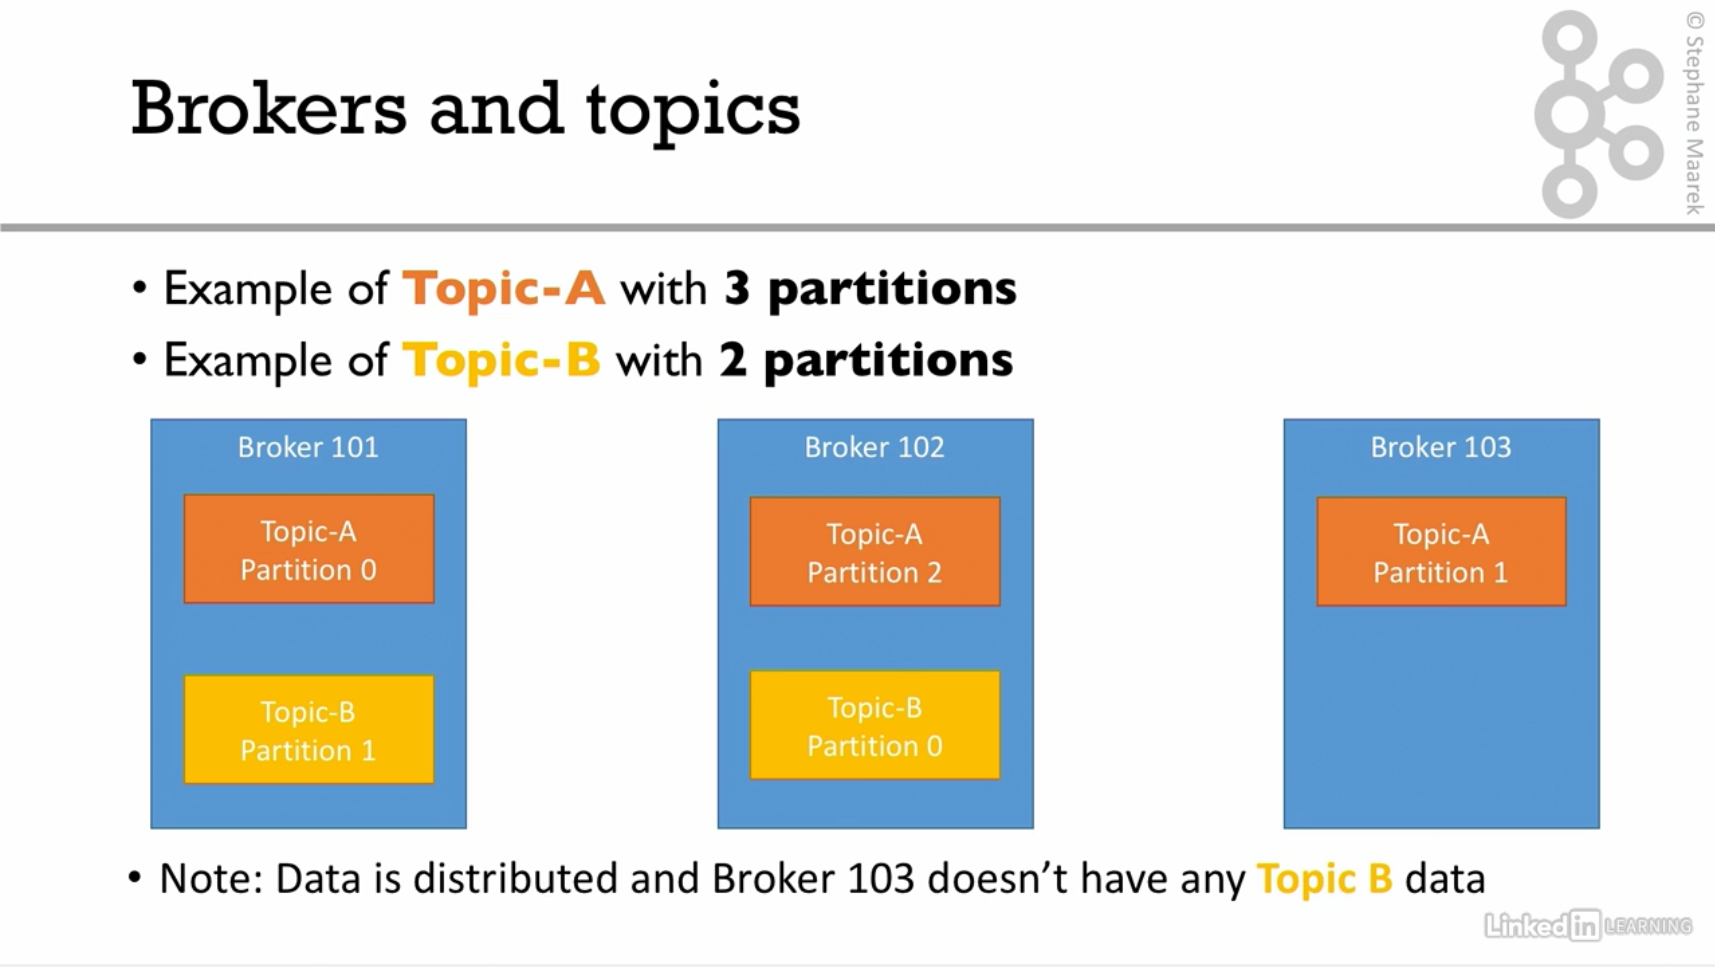 Brokers and topics
© Stephane Maarek
• Example of Topic-A with 3 partitions
• Example of Topic-B with 2 partitions
Broker 101
Topic-A
Partition 0
Topic-B
Partition 1
Broker 102
Topic-A
Partition 2
Topic-B
Partition 0
Broker 103
Topic-A
Partition 1
• Note: Data is distributed and Broker 103 doesn’t have any Topic B data
Linked in LEARNING